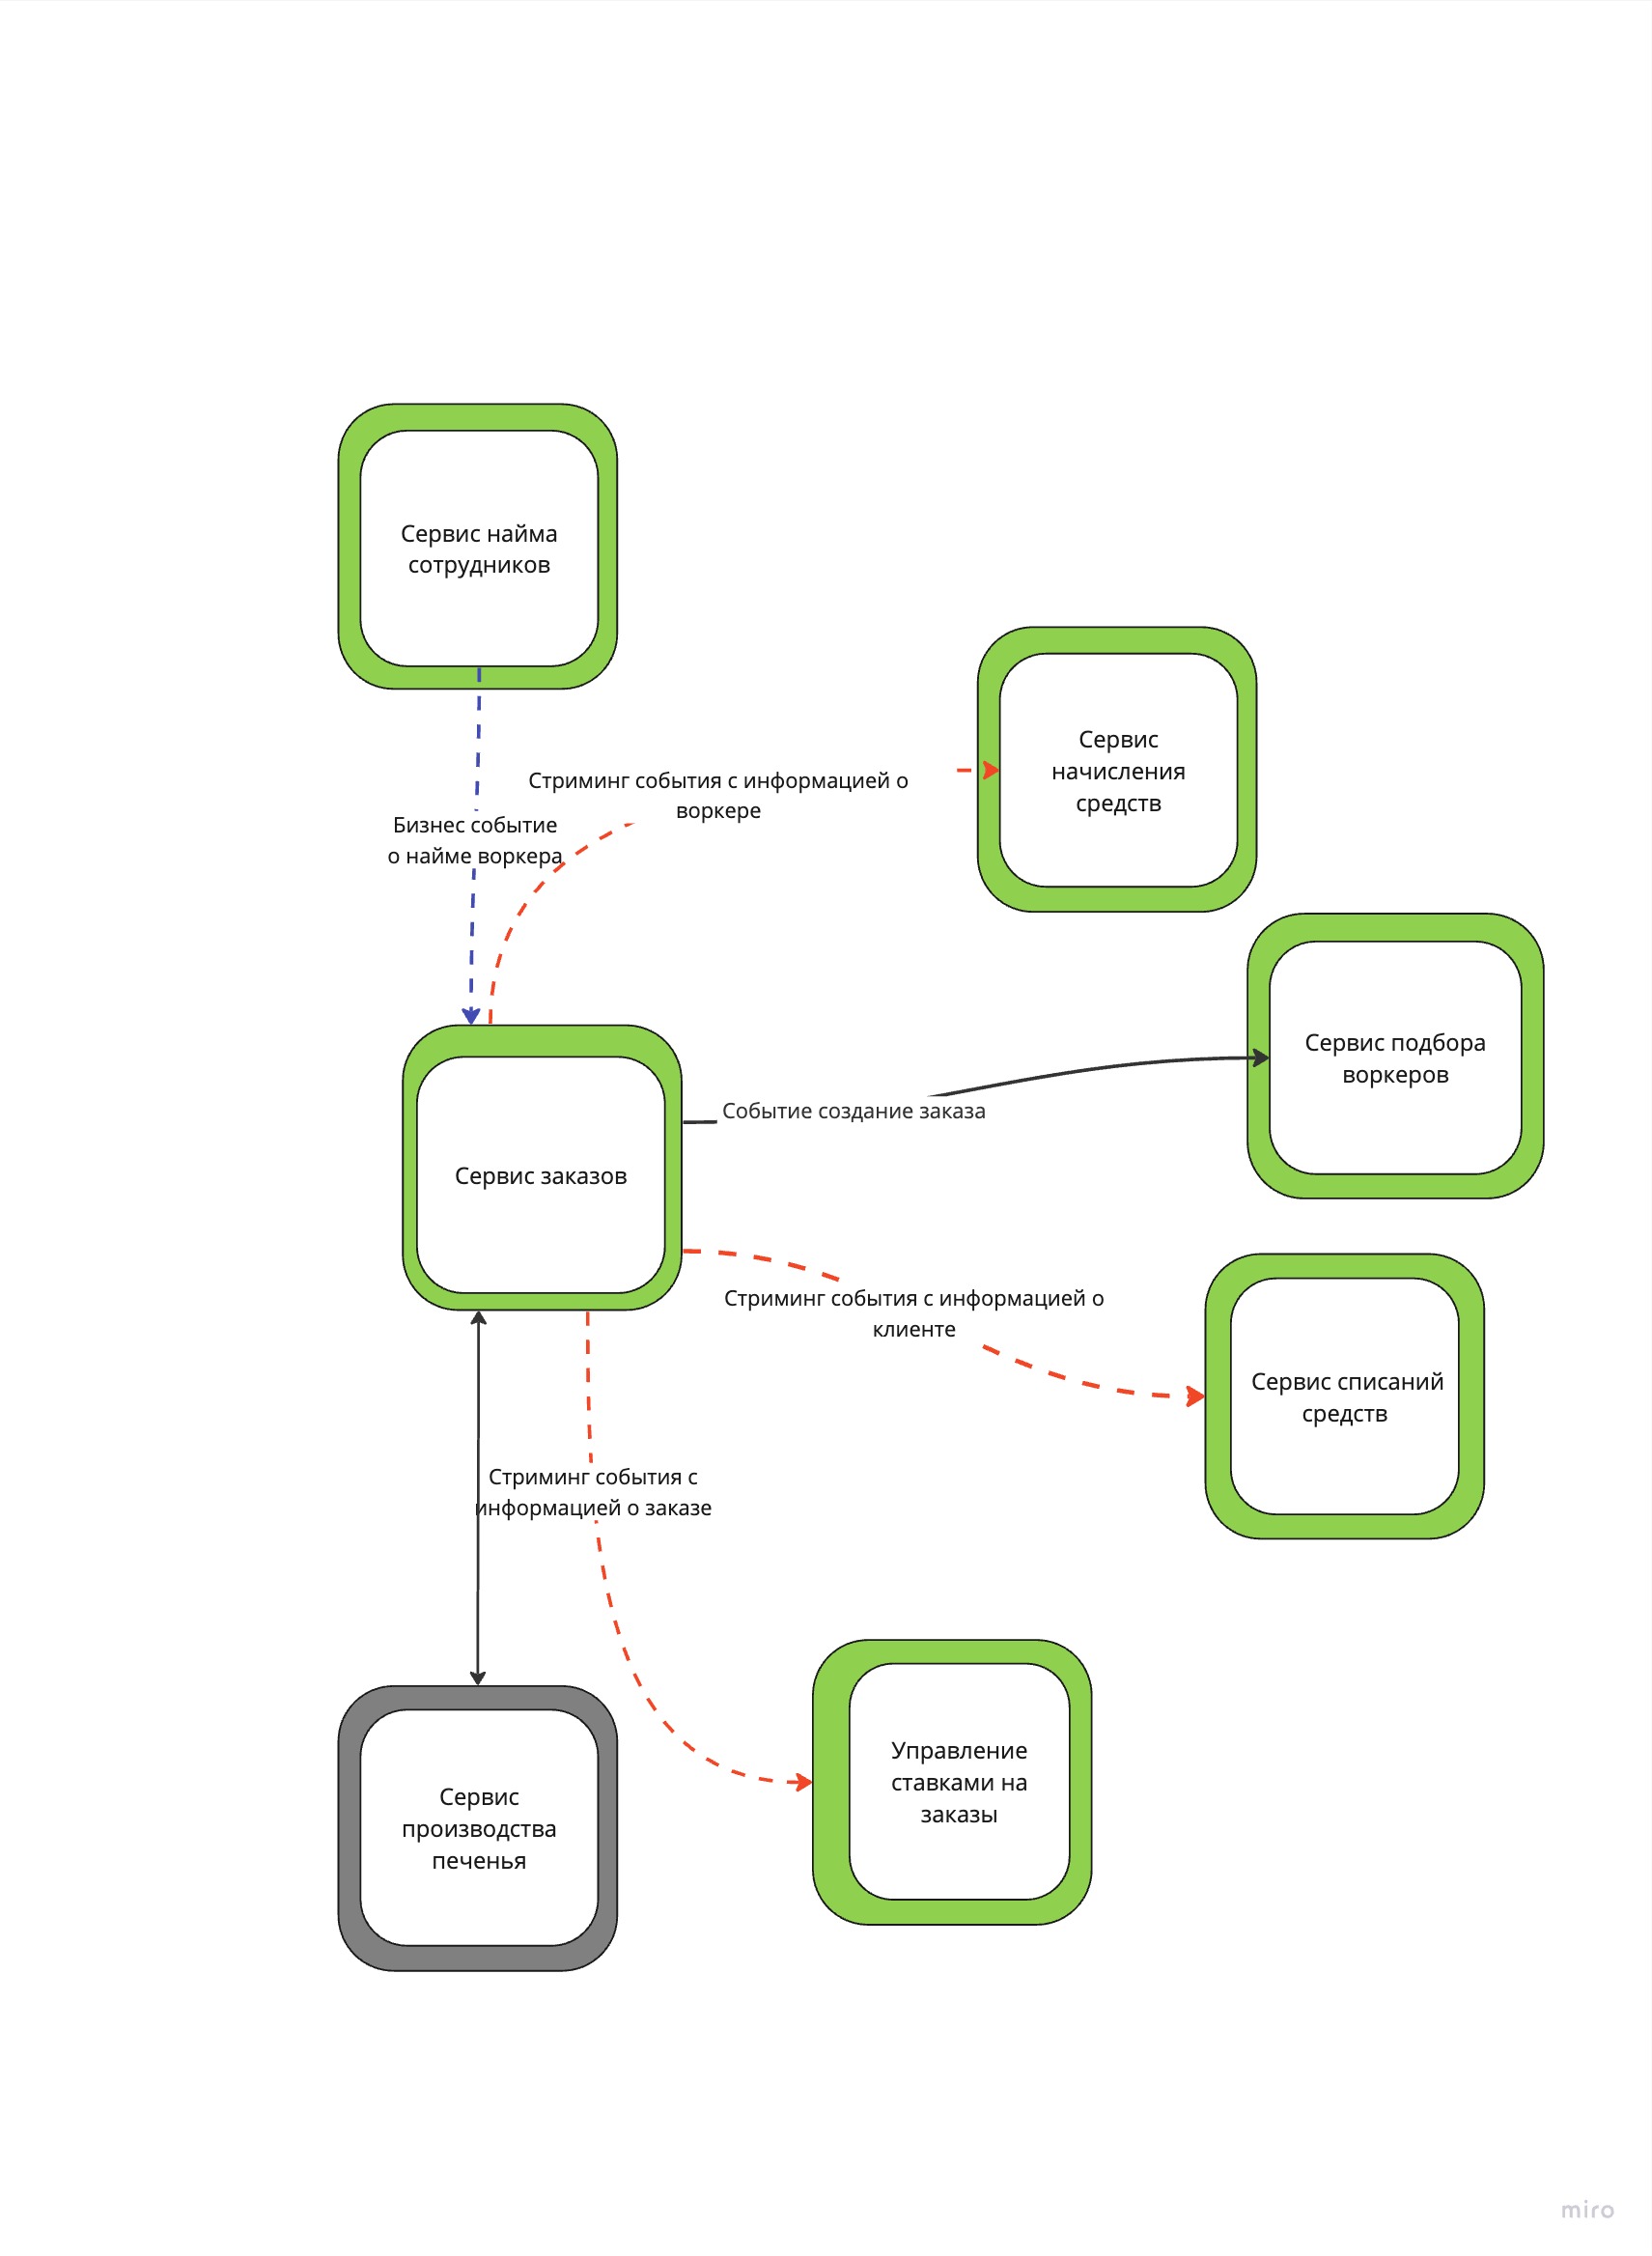 Сервис найма
сотрудников
Сервис
начисления
средств
Стриминг события с информацией о
воркере
Бизнес событие
о найме воркера
Сервис подбора
воркеров
Событие создание заказа
Сервис заказов
Стриминг события с информацией о
клиенте
Сервис списаний
средств
Стриминг события с
информацией о заказе
Управление
ставками на
заказы
Сервис
производства
печенья
miro